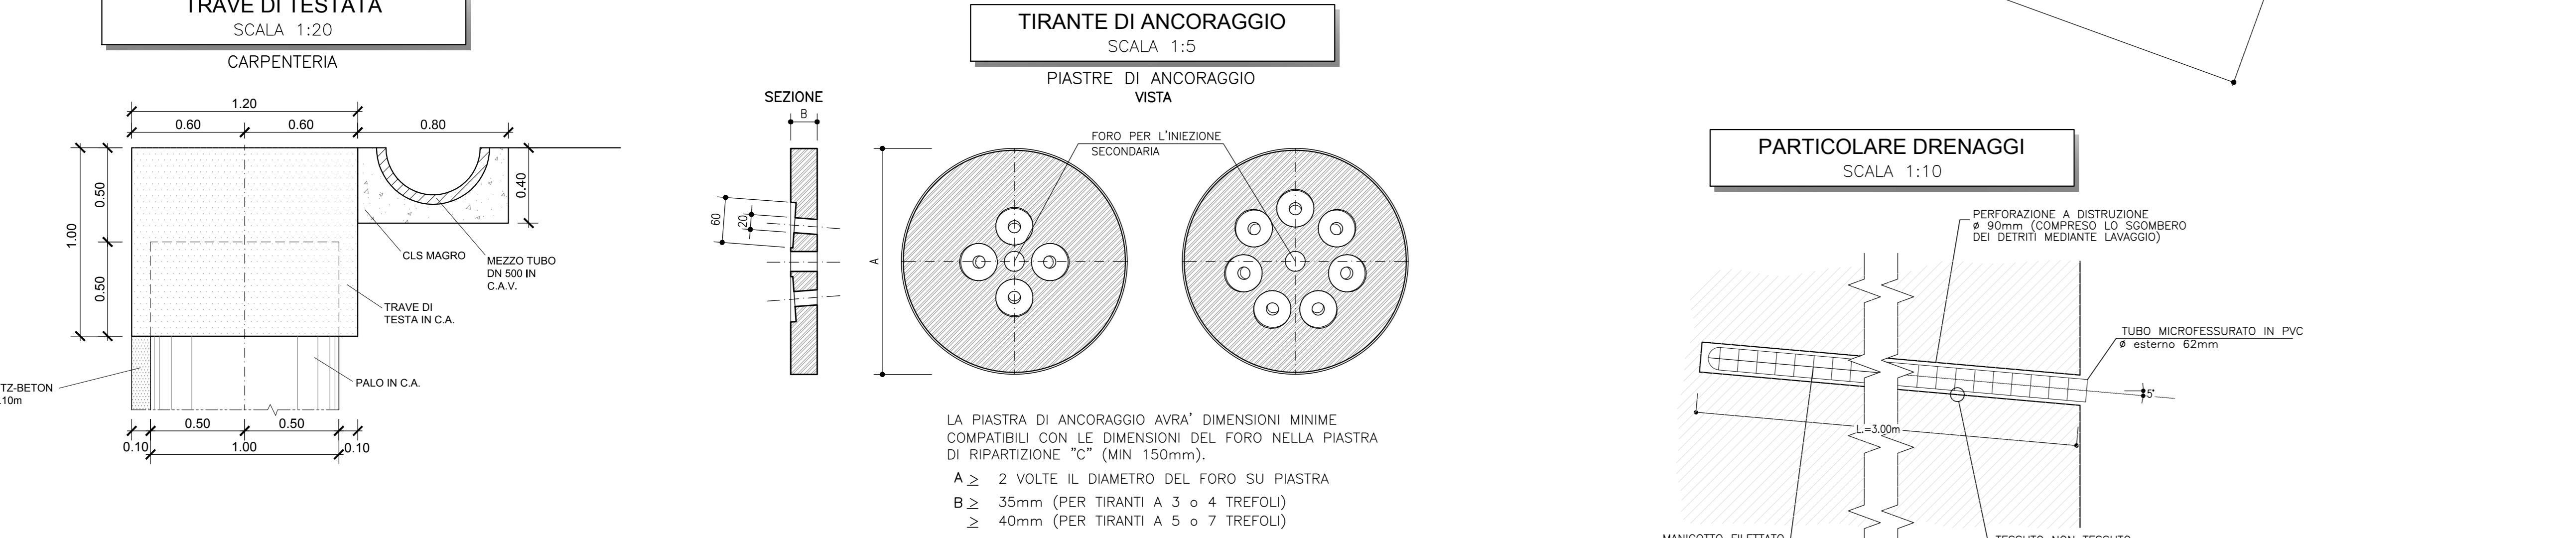 TRAVE DI TESTATA
SCALA 1:20
CARPENTERIA
1.20
0.60
0.60
0.80
1.00
0.50
0.50
0.40
CLS MAGRO
MEZZO TUBO
DN 500 IN
C.A.V.
TRAVE DI
TESTA IN C.A.
PALO IN C.A.
TZ-BETON
10m
0.50
0.50
0.10
1.00
0.10
TIRANTE DI ANCORAGGIO
SCALA 1:5
PIASTRE DI ANCORAGGIO
SEZIONE
VISTA
B
FORO PER L'INIEZIONE
SECONDARIA
60
20
A
LA PIASTRA DI ANCORAGGIO AVRA' DIMENSIONI MINIME
COMPATIBILI CON LE DIMENSIONI DEL FORO NELLA PIASTRA
DI RIPARTIZIONE "C" (MIN 150mm).
A ≥ 2 VOLTE IL DIAMETRO DEL FORO SU PIASTRA
B ≥ 35mm (PER TIRANTI A 3 o 4 TREFOLI)
≥ 40mm (PER TIRANTI A 5 o 7 TREFOLI)
PARTICOLARE DRENAGGI
SCALA 1:10
PERFORAZIONE A DISTRUZIONE
Ø 90mm (COMPRESO LO SGOMBERO
DEI DETRITI MEDIANTE LAVAGGIO)
TUBO MICROFESSURATO IN PVC
Ø esterno 62mm
5°
L.=3.00m
MANICOTTO FILETTATO
TESSUTO NON TESSUTO